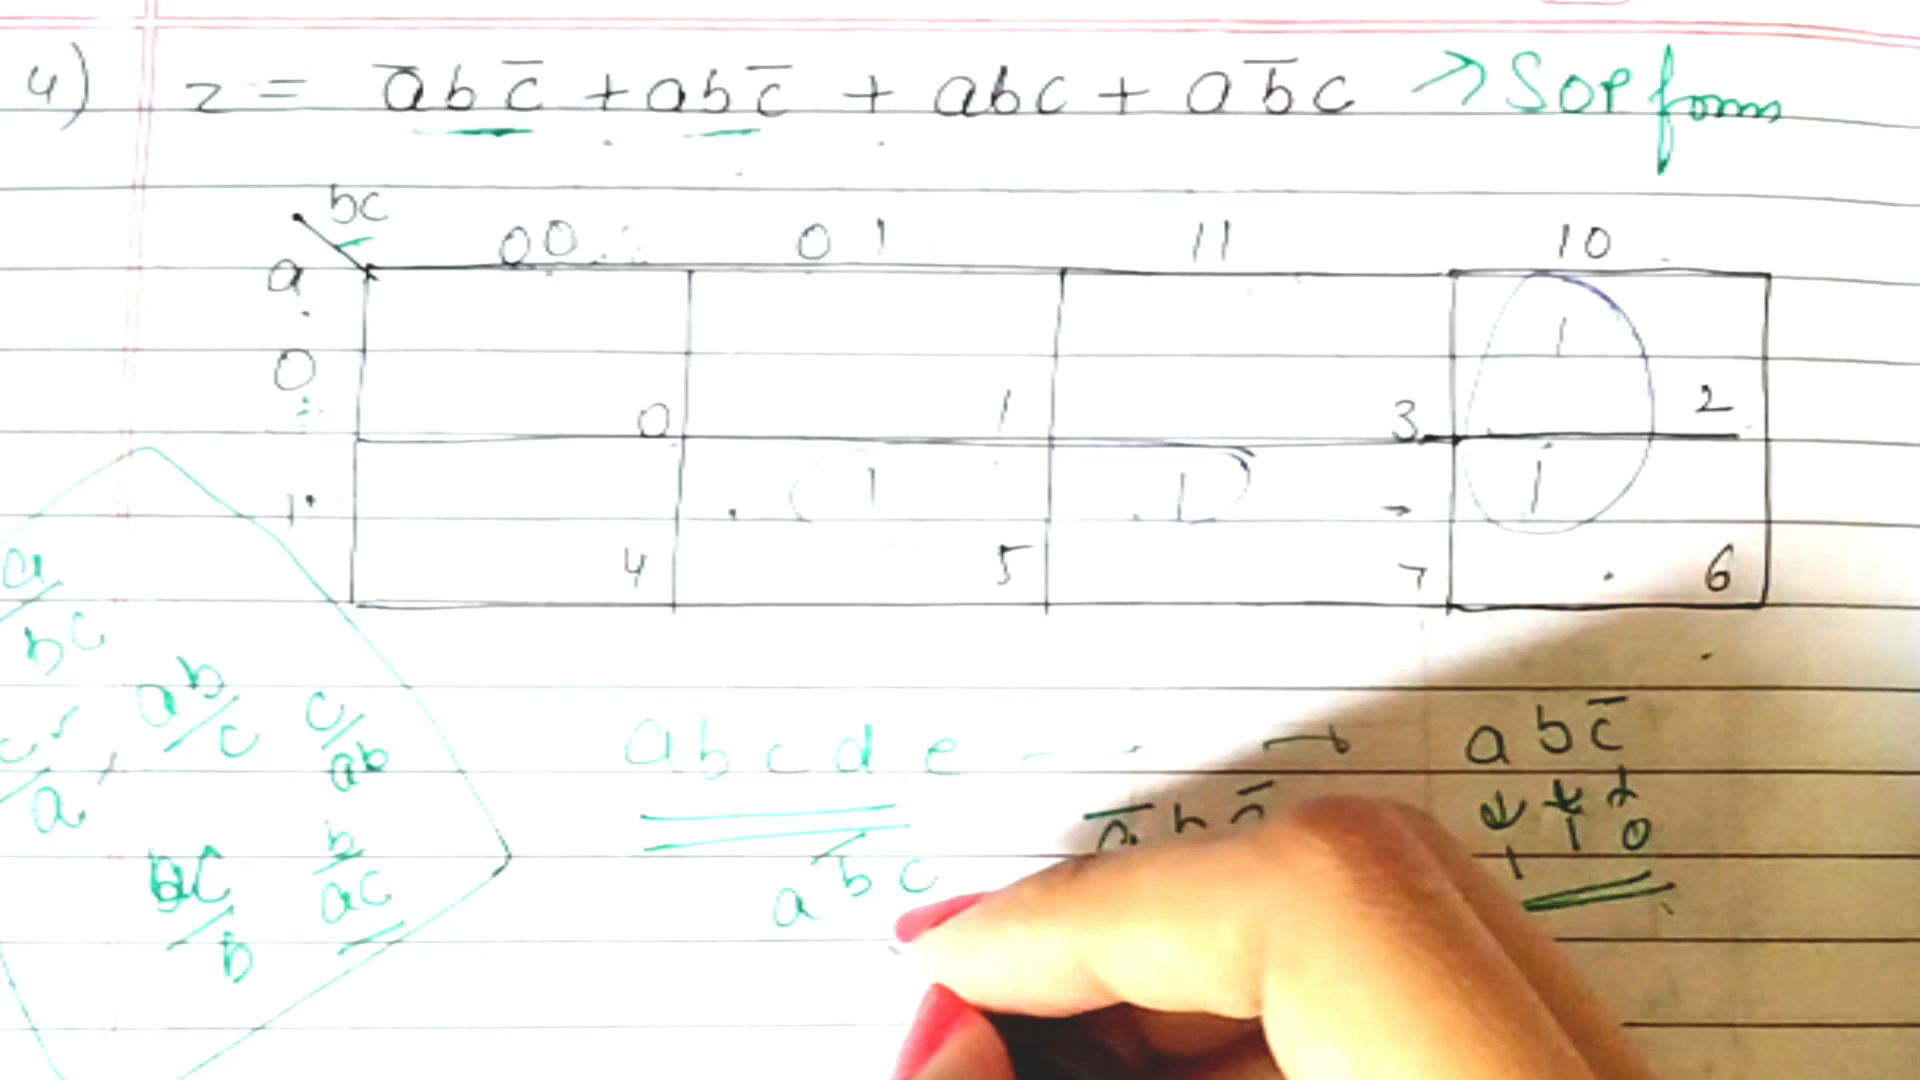 4) z = a̅bc̅ + abc̅ + abc + ab̅c → SOP form
bc
a 00 01 11 10
0 1
0 1 3 2
1 1 1 1
4 5 7 6
a/bc
ab/c c/ab
a
b/ac
b
abcde - - → abc̅
↓ ↓ ↓
1 1 0
ab̅c